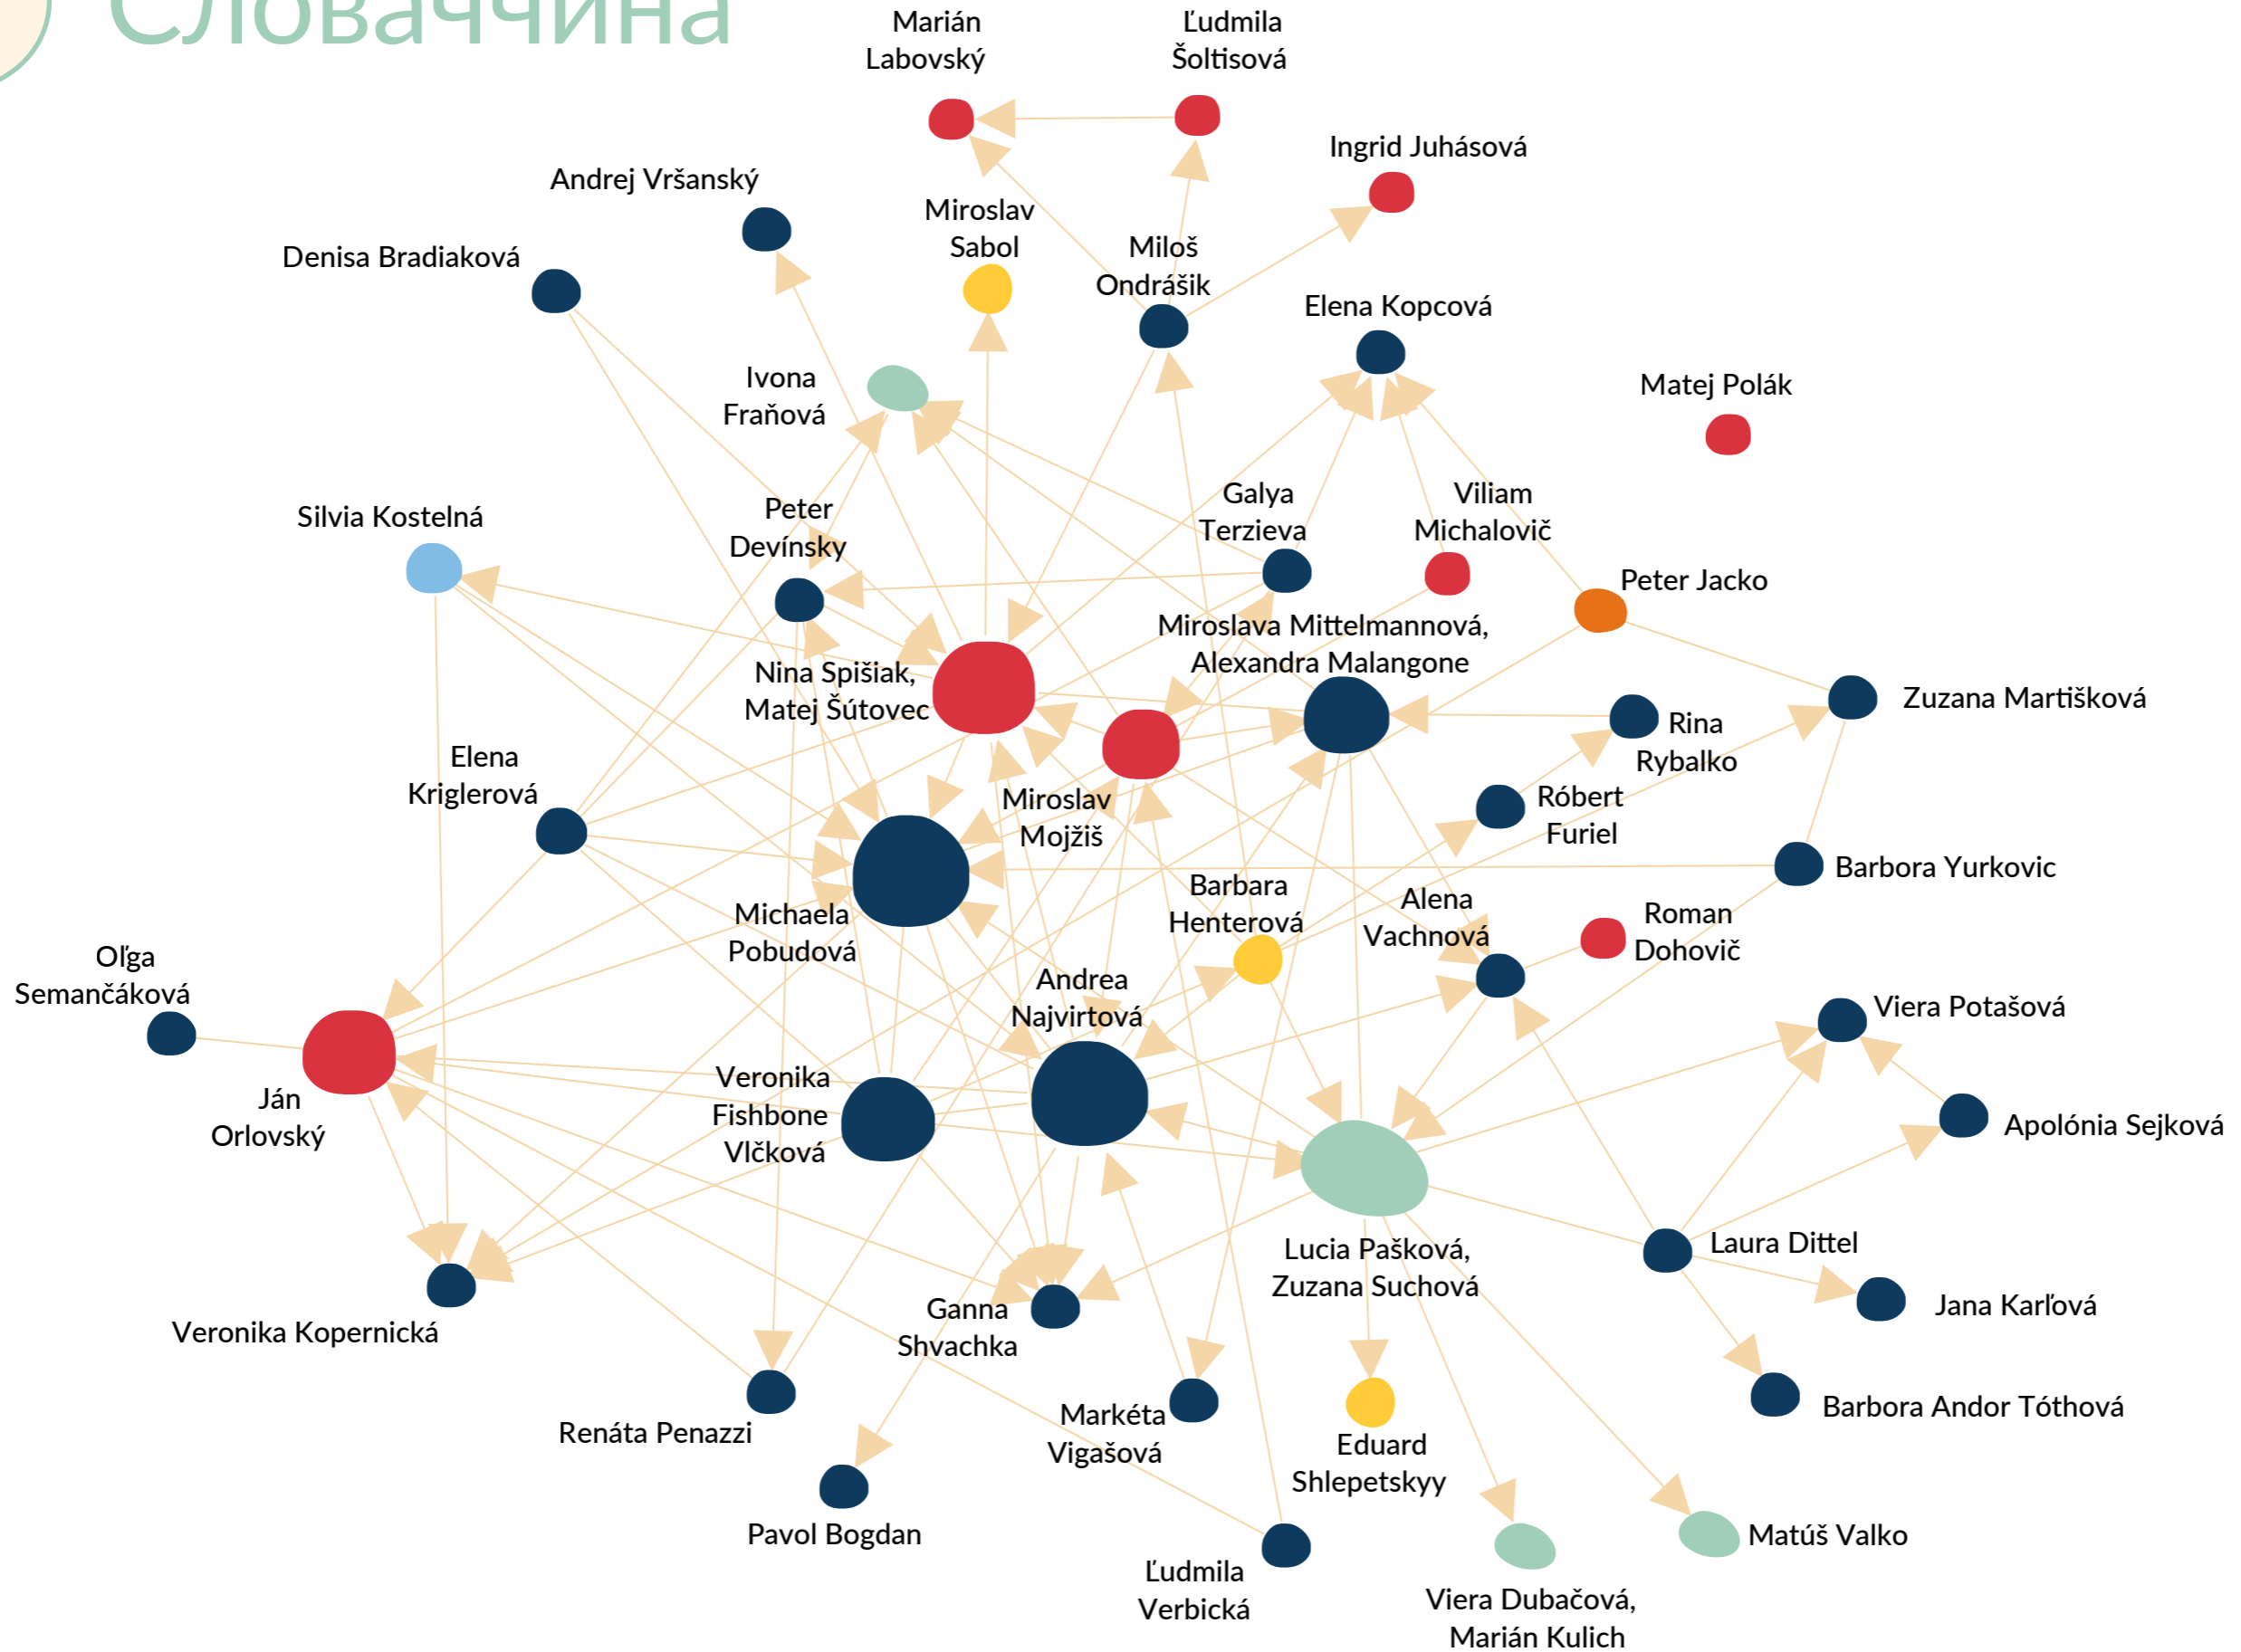 Словаччина
Marián
Labovský
Ľudmila
Šoltisová
Ingrid Juhásová
Andrej Vršanský
Miroslav
Sabol
Miloš
Ondrášik
Denisa Bradiaková
Elena Kopcová
Ivona
Fraňová
Matej Polák
Silvia Kostelná
Peter
Devínsky
Galya
Terzieva
Viliam
Michalovič
Peter Jacko
Miroslava Mittelmannová,
Alexandra Malangone
Nina Spišiak,
Matej Šútovec
Zuzana Martišková
Rina
Rybalko
Elena
Kriglerová
Miroslav
Mojžiš
Róbert
Furiel
Barbora Yurkovic
Michaela
Pobudová
Barbara
Henterová
Alena
Vachnová
Roman
Dohovič
Oľga
Semančáková
Andrea
Najvirtová
Viera Potašová
Ján
Orlovský
Veronika
Fishbone
Vlčková
Apolónia Sejková
Lucia Pašková,
Zuzana Suchová
Laura Dittel
Jana Karľová
Veronika Kopernická
Ganna
Shvachka
Barbora Andor Tóthová
Renáta Penazzi
Markéta
Vigašová
Eduard
Shlepetskyy
Pavol Bogdan
Matúš Valko
Ľudmila
Verbická
Viera Dubačová,
Marián Kulich